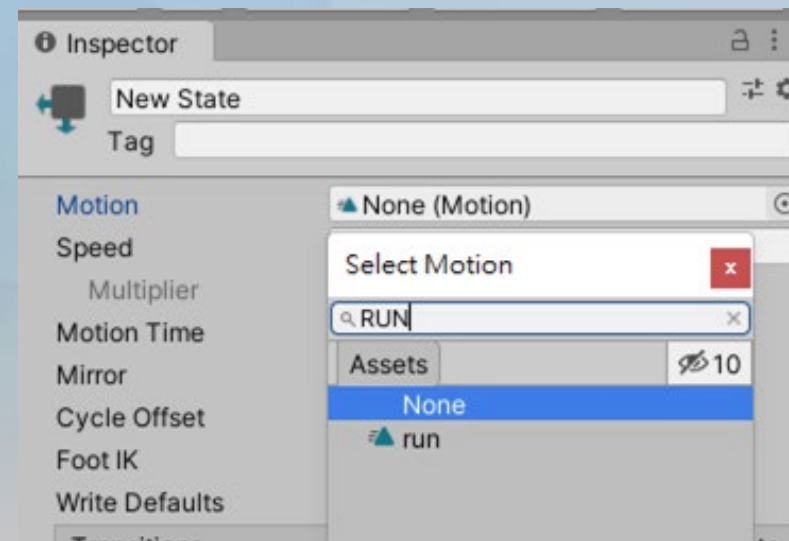 Inspector
New State
Tag
Motion
None (Motion)
Speed
Select Motion
x
Multiplier
RUN
Motion Time
Assets
10
Mirror
None
Cycle Offset
run
Foot IK
Write Defaults